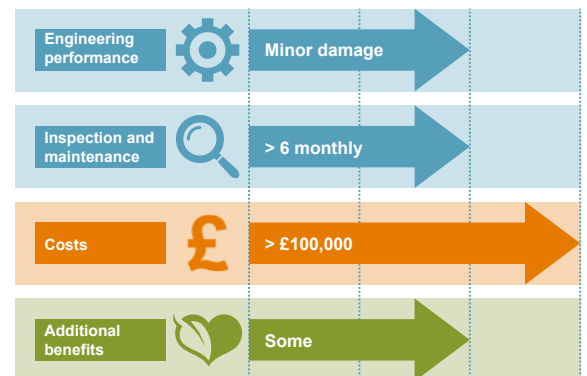 Engineering
performance
Minor damage
Inspection and
maintenance
> 6 monthly
Costs
£
> £100,000
Additional
benefits
Some